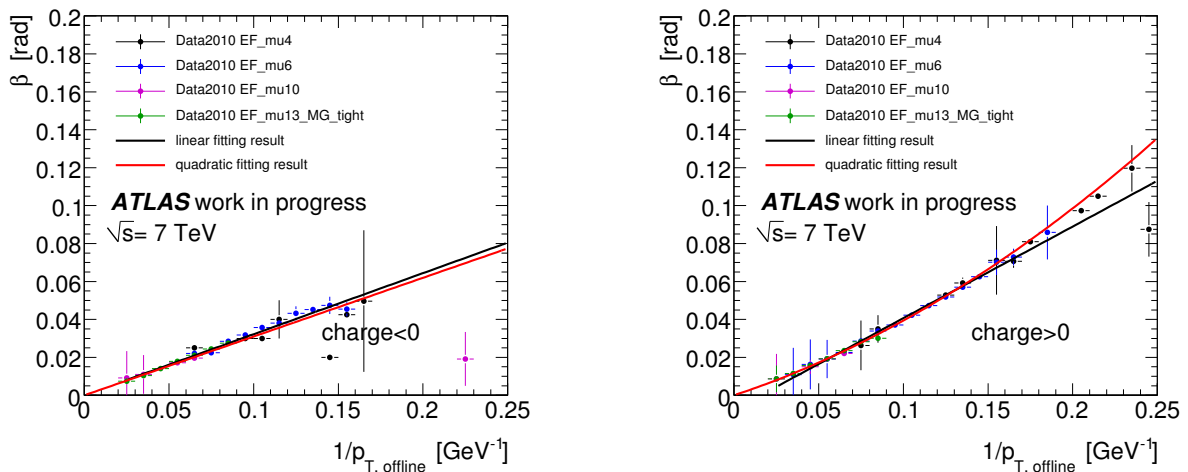 β [rad]
0.2
0.18
0.16
0.14
0.12
0.1
0.08
0.06
0.04
0.02
0
Data2010 EF_mu4
Data2010 EF_mu6
Data2010 EF_mu10
Data2010 EF_mu13_MG_tight
linear fitting result
quadratic fitting result
ATLAS work in progress
√s= 7 TeV
charge<0
0 0.05 0.1 0.15 0.2 0.25
1/p_{T, offline} [GeV^{-1}]
β [rad]
0.2
0.18
0.16
0.14
0.12
0.1
0.08
0.06
0.04
0.02
0
Data2010 EF_mu4
Data2010 EF_mu6
Data2010 EF_mu10
Data2010 EF_mu13_MG_tight
linear fitting result
quadratic fitting result
ATLAS work in progress
√s= 7 TeV
charge>0
0 0.05 0.1 0.15 0.2 0.25
1/p_{T, offline} [GeV^{-1}]